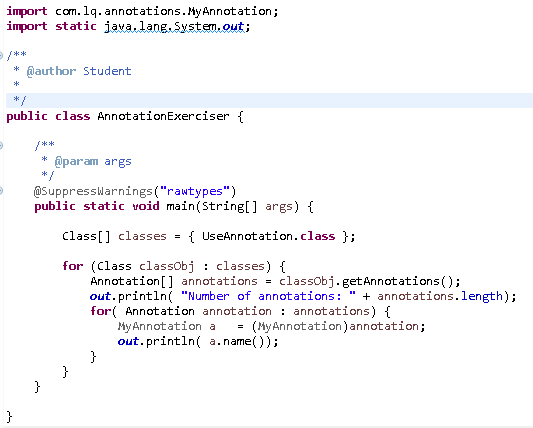 import com.lq.annotations.MyAnnotation;
import static java.lang.System.out;

/**
 * @author Student
 *
 */
public class AnnotationExerciser {

    /**
     * @param args
     */
    @SuppressWarnings("rawtypes")
    public static void main(String[] args) {

        Class[] classes = { UseAnnotation.class };

        for (Class classObj : classes) {
            Annotation[] annotations = classObj.getAnnotations();
            out.println( "Number of annotations: " + annotations.length);
            for( Annotation annotation : annotations) {
                MyAnnotation a   = (MyAnnotation)annotation;
                out.println( a.name());
            }
        }
    }

}